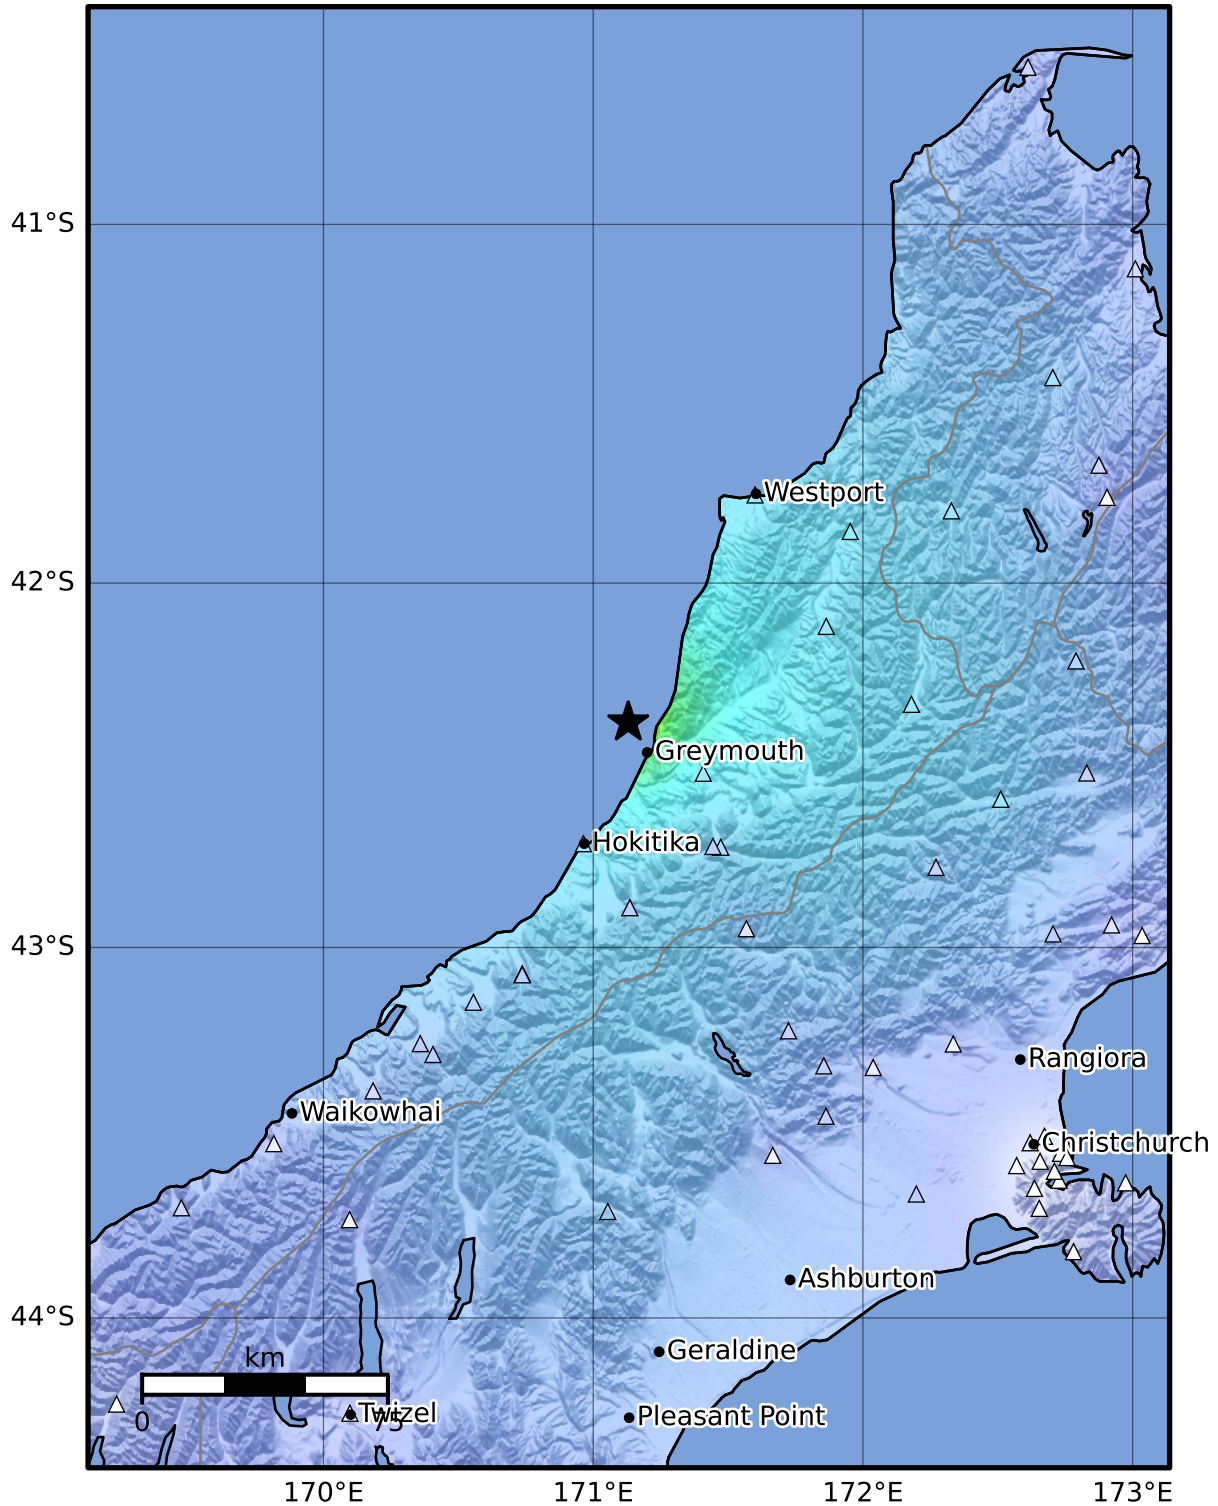 41°S
Westport
42°S
Greymouth
Hokitika
43°S
Rangiora
Waikowhai
Christchurch
Ashburton
44°S
Geraldine
km
Twizel
Pleasant Point
0
75
170°E
171°E
172°E
173°E